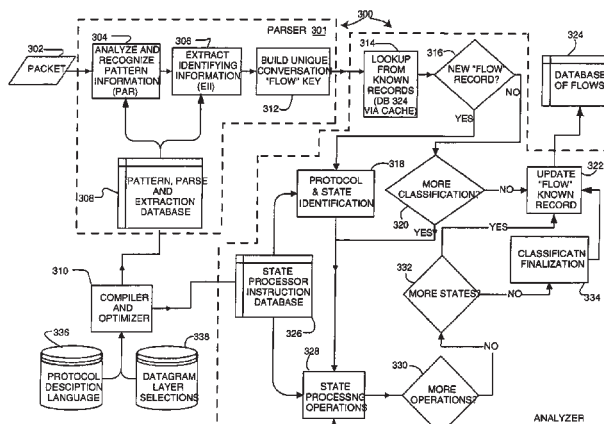 PARSER 301
300
302
PACKET
304
ANALYZE AND
RECOGNIZE
PATTERN
INFORMATION
(PAR)
306
EXTRACT
IDENTIFYING
INFORMATION
(EII)
BUILD UNIQUE
CONVERSATION
"FLOW" KEY
312
314
LOOKUP
FROM
KNOWN
RECORDS
(DB 324
VIA CACHE)
316
NEW "FLOW
RECORD?
NO
YES
324
DATABASE
OF FLOWS
308
PATTERN, PARSE
AND
EXTRACTION
DATABASE
318
PROTOCOL
& STATE
IDENTIFICATION
MORE
CLASSIFICATION?
320
NO
YES
UPDATE
"FLOW"
KNOWN
RECORD
322
YES
310
COMPILER
AND
OPTIMIZER
STATE
PROCESSOR
INSTRUCTION
DATABASE
326
332
MORE STATES?
NO
CLASSIFICATN
FINALIZATION
334
336
PROTOCOL
DESCIPTION
LANGUAGE
338
DATAGRAM
LAYER
SELECTIONS
328
STATE
PROCESSNG
OPERATIONS
330
MORE
OPERATIONS?
NO
ANALYZER